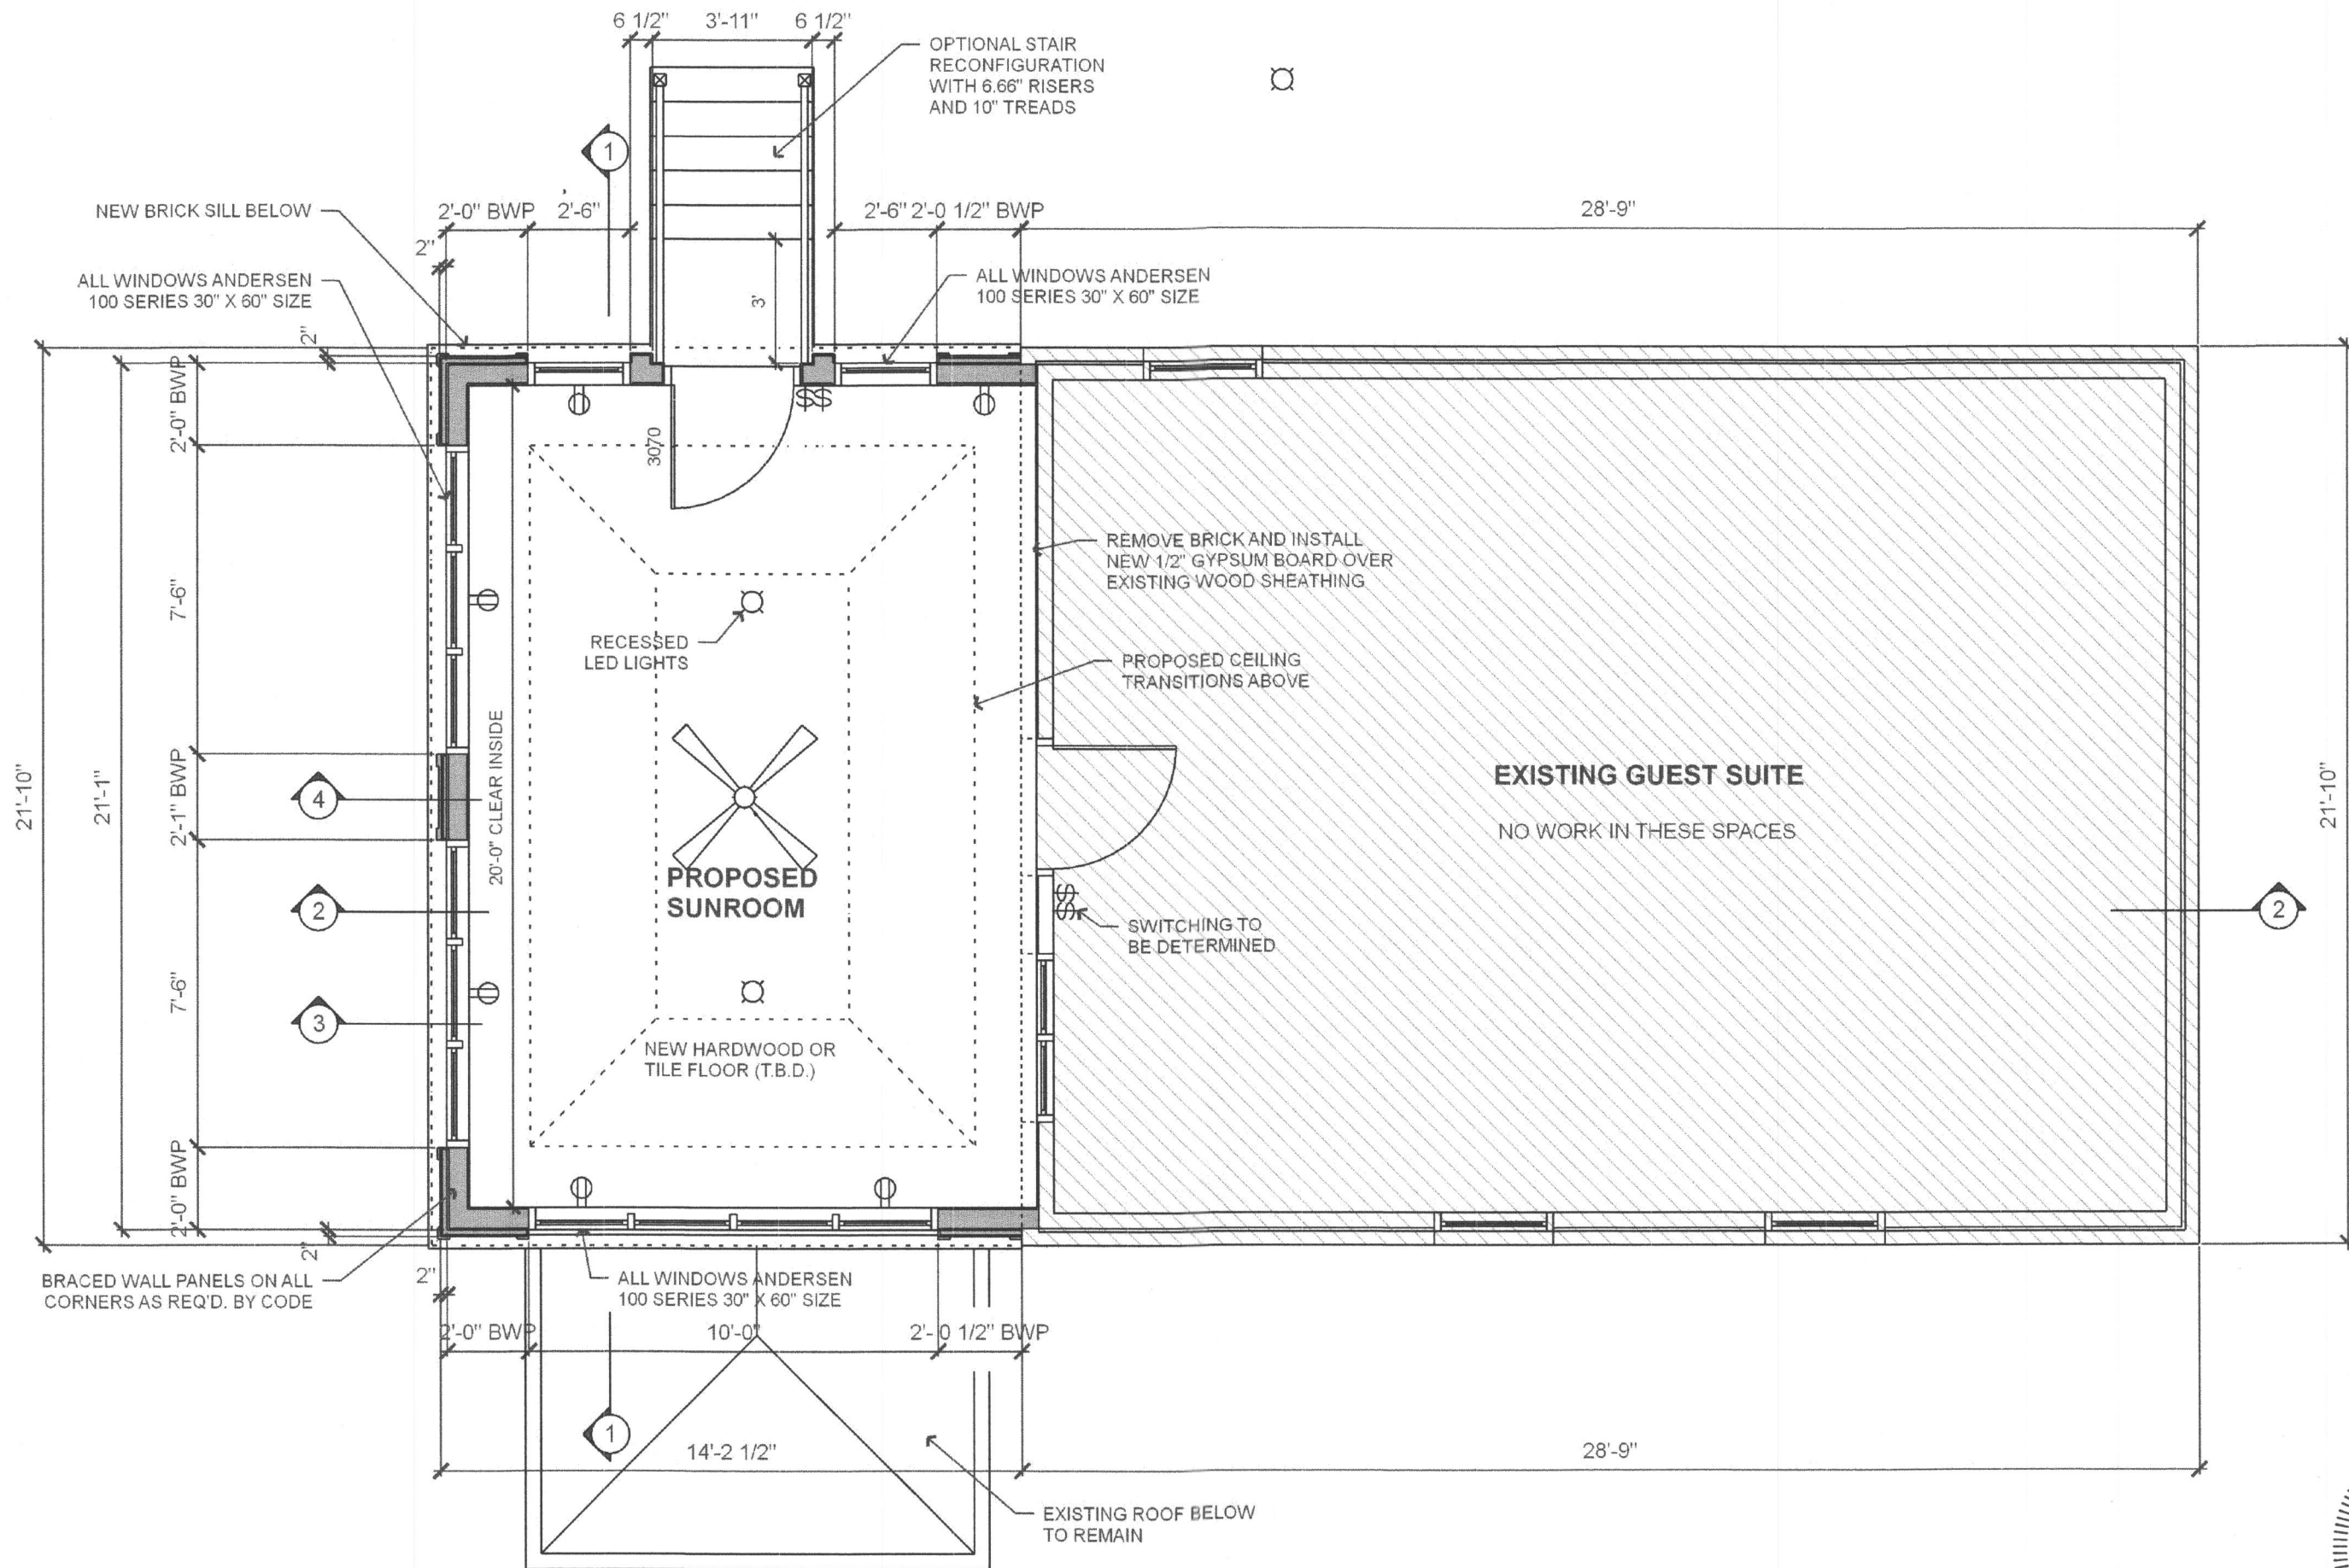 6 1/2"
3'-11"
6 1/2"
OPTIONAL STAIR
RECONFIGURATION
WITH 6.66" RISERS
AND 10" TREADS
1
NEW BRICK SILL BELOW
2'-0" BWP
2'-6"
2'-6"
2'-0 1/2" BWP
28'-9"
2"
ALL WINDOWS ANDERSEN
100 SERIES 30" X 60" SIZE
ALL WINDOWS ANDERSEN
100 SERIES 30" X 60" SIZE
3'
2"
2'-0" BWP
$$
3070
REMOVE BRICK AND INSTALL
NEW 1/2" GYPSUM BOARD OVER
EXISTING WOOD SHEATHING
7'-6"
RECESSED
LED LIGHTS
PROPOSED CEILING
TRANSITIONS ABOVE
21'-10"
21'-1"
2'-1" BWP
4
20'-0" CLEAR INSIDE
EXISTING GUEST SUITE
NO WORK IN THESE SPACES
21'-10"
PROPOSED
SUNROOM
2
$$
SWITCHING TO
BE DETERMINED
2
7'-6"
3
NEW HARDWOOD OR
TILE FLOOR (T.B.D.)
2'-0" BWP
2"
BRACED WALL PANELS ON ALL
CORNERS AS REQ'D. BY CODE
2"
ALL WINDOWS ANDERSEN
100 SERIES 30" X 60" SIZE
2'-0" BWP
10'-0"
2'-0 1/2" BWP
1
14'-2 1/2"
28'-9"
EXISTING ROOF BELOW
TO REMAIN